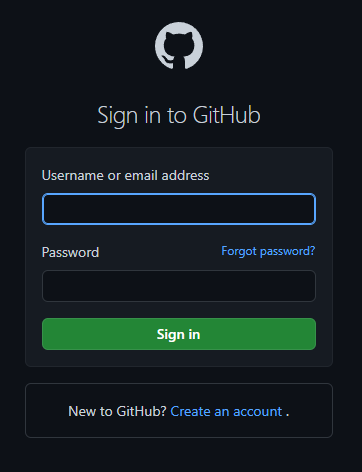 Sign in to GitHub
Username or email address
Password Forgot password?
Sign in
New to GitHub? Create an account .